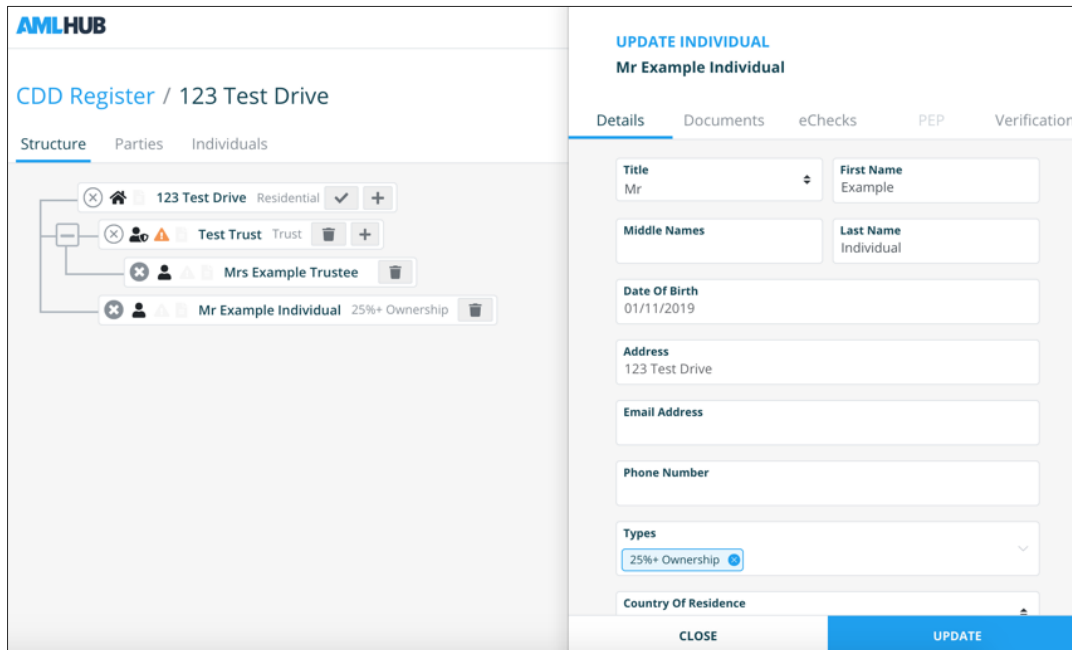 AMLHUB
CDD Register / 123 Test Drive
Structure Parties Individuals
123 Test Drive Residential
Test Trust Trust
Mrs Example Trustee
Mr Example Individual 25%+ Ownership
UPDATE INDIVIDUAL
Mr Example Individual
Details Documents eChecks PEP Verification
Title
Mr
First Name
Example
Middle Names
Last Name
Individual
Date Of Birth
01/11/2019
Address
123 Test Drive
Email Address
Phone Number
Types
25%+ Ownership
Country Of Residence
CLOSE UPDATE